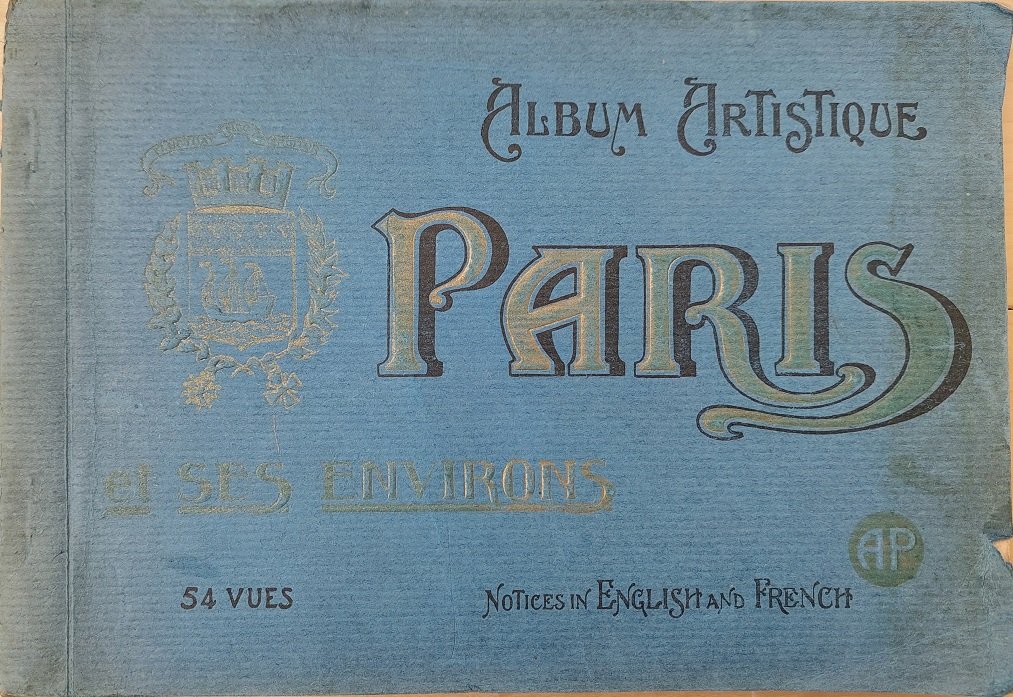 ALBUM ARTISTIQUE
PARIS
et SES ENVIRONS
AP
54 VUES
NOTICES IN ENGLISH AND FRENCH